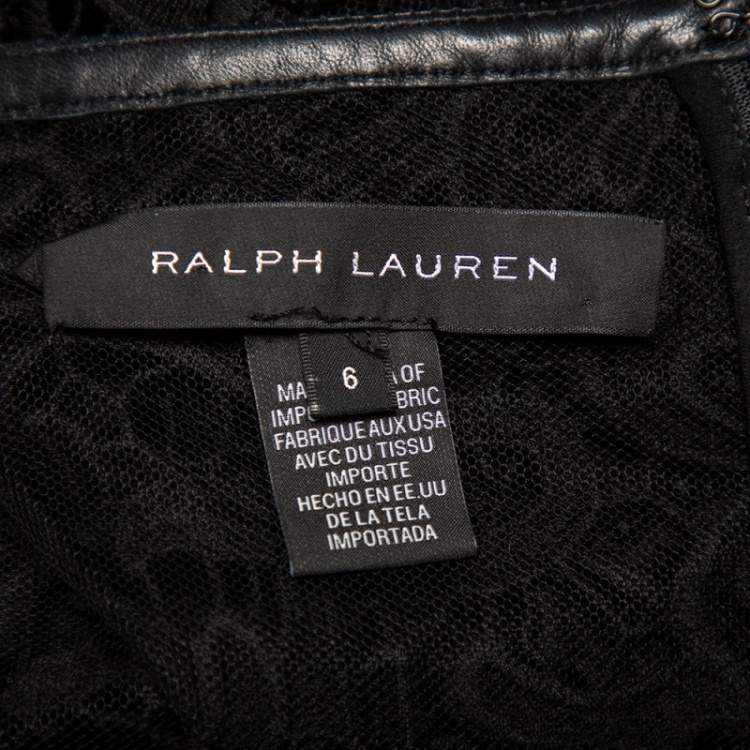 RALPH LAUREN
6
OF
FABRIQUE AUX USA
AVEC DU TISSU
IMPORTE
HECHO EN EE.UU
DE LA TELA
IMPORTADA